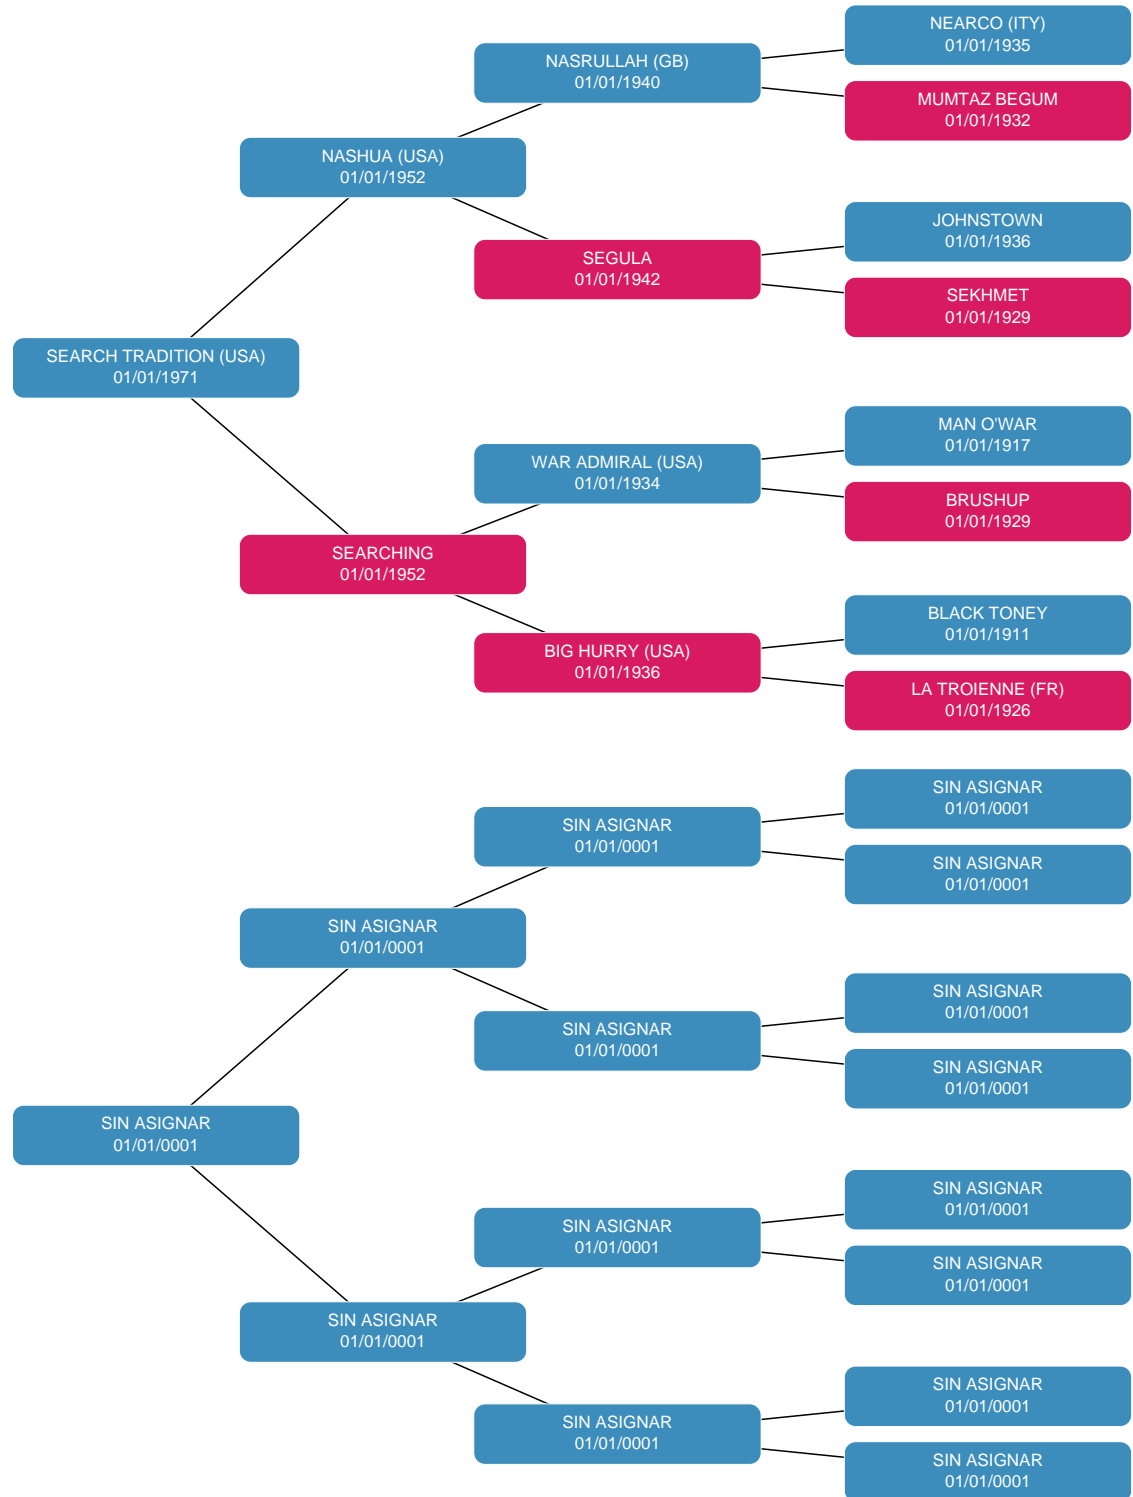 NEARCO (ITY)
01/01/1935
NASRULLAH (GB)
01/01/1940
MUMTAZ BEGUM
01/01/1932
NASHUA (USA)
01/01/1952
JOHNSTOWN
01/01/1936
SEGULA
01/01/1942
SEKHMET
01/01/1929
SEARCH TRADITION (USA)
01/01/1971
MAN O'WAR
01/01/1917
WAR ADMIRAL (USA)
01/01/1934
BRUSHUP
01/01/1929
SEARCHING
01/01/1952
BLACK TONEY
01/01/1911
BIG HURRY (USA)
01/01/1936
LA TROIENNE (FR)
01/01/1926
SIN ASIGNAR
01/01/0001
SIN ASIGNAR
01/01/0001
SIN ASIGNAR
01/01/0001
SIN ASIGNAR
01/01/0001
SIN ASIGNAR
01/01/0001
SIN ASIGNAR
01/01/0001
SIN ASIGNAR
01/01/0001
SIN ASIGNAR
01/01/0001
SIN ASIGNAR
01/01/0001
SIN ASIGNAR
01/01/0001
SIN ASIGNAR
01/01/0001
SIN ASIGNAR
01/01/0001
SIN ASIGNAR
01/01/0001
SIN ASIGNAR
01/01/0001
SIN ASIGNAR
01/01/0001